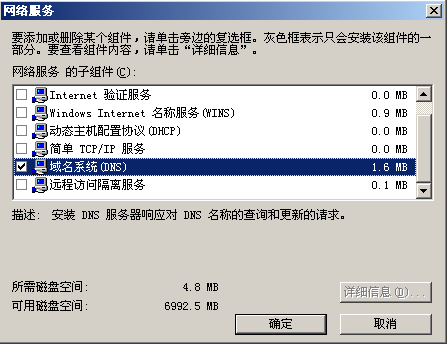 网络服务
要添加或删除某个组件，请单击旁边的复选框。灰色框表示只会安装该组件的一
部分。要查看组件内容，请单击“详细信息”。
网络服务 的子组件(C):
Internet 验证服务 0.0 MB
Windows Internet 名称服务(WINS) 0.9 MB
动态主机配置协议(DHCP) 0.0 MB
简单 TCP/IP 服务 0.0 MB
域名系统(DNS) 1.6 MB
远程访问隔离服务 0.1 MB
描述: 安装 DNS 服务器响应对 DNS 名称的查询和更新的请求。
所需磁盘空间: 4.8 MB
可用磁盘空间: 6992.5 MB
详细信息(D)...
确定 取消